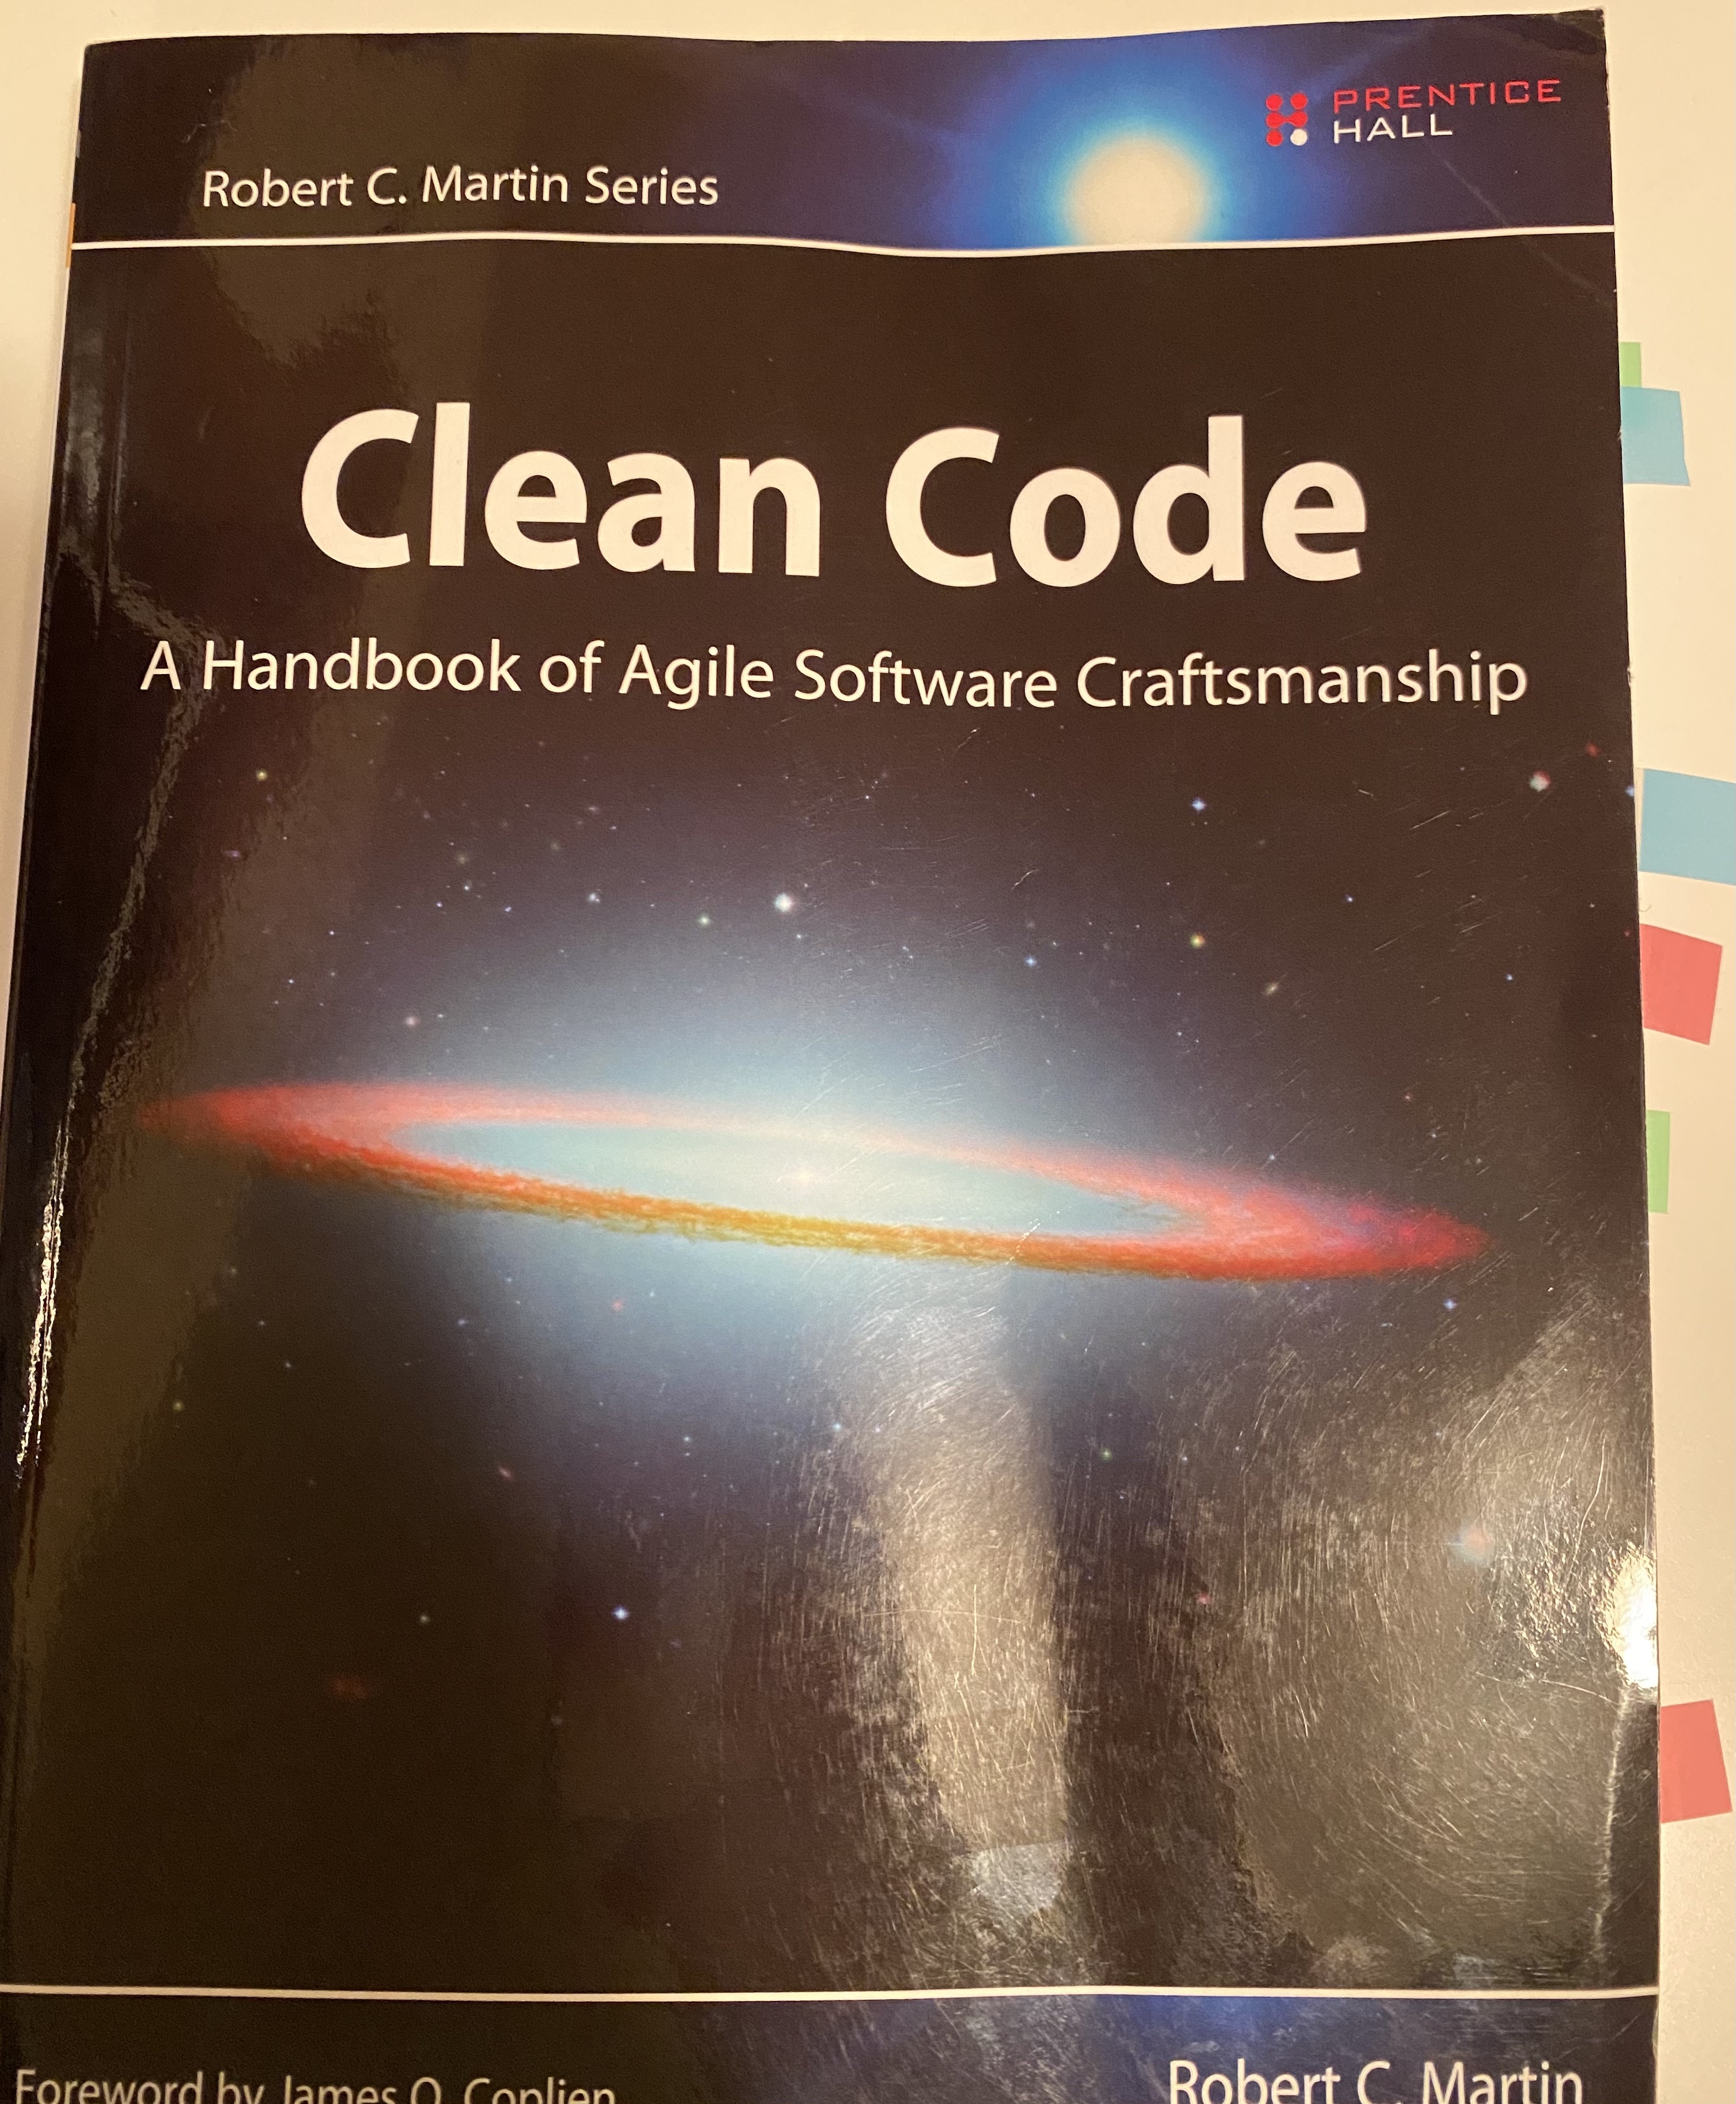 PRENTICE
HALL
Robert C. Martin Series
Clean Code
A Handbook of Agile Software Craftsmanship
Foreword by James O. Coplien
Robert C. Martin